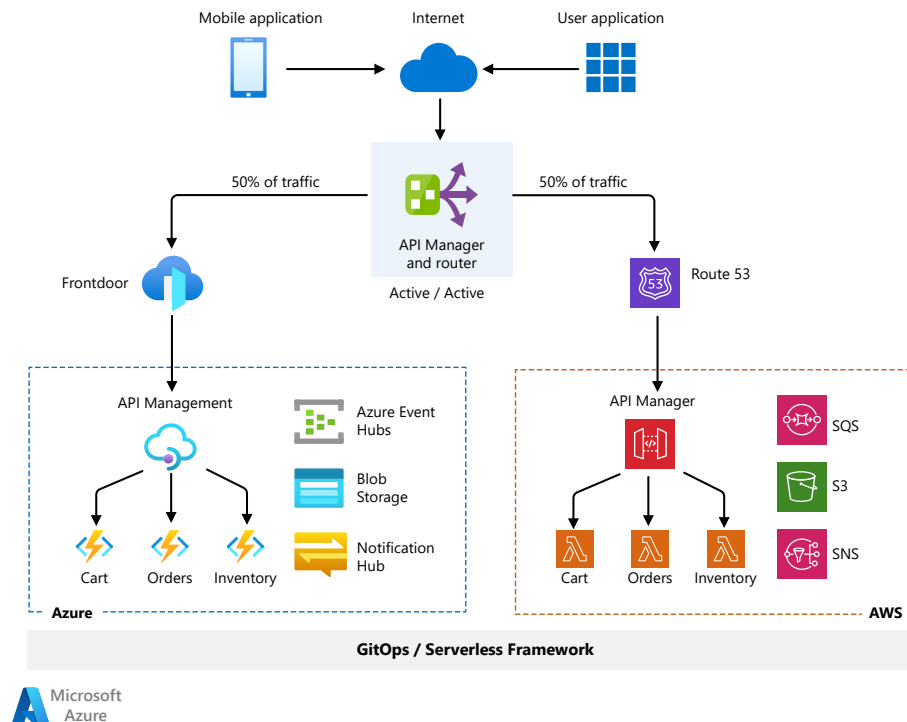 Mobile application
Internet
User application
50% of traffic
50% of traffic
API Manager
and router
Active / Active
Frontdoor
53
Route 53
API Management
Azure Event
Hubs
Blob
Storage
Notification
Hub
Cart
Orders
Inventory
Azure
API Manager
SQS
S3
SNS
Cart
Orders
Inventory
AWS
GitOps / Serverless Framework
Microsoft
Azure